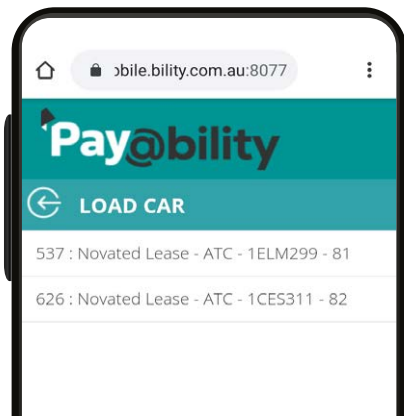 obile.bility.com.au:8077
Pay@bility
LOAD CAR
537 : Novated Lease - ATC - 1ELM299 - 81
626 : Novated Lease - ATC - 1CES311 - 82